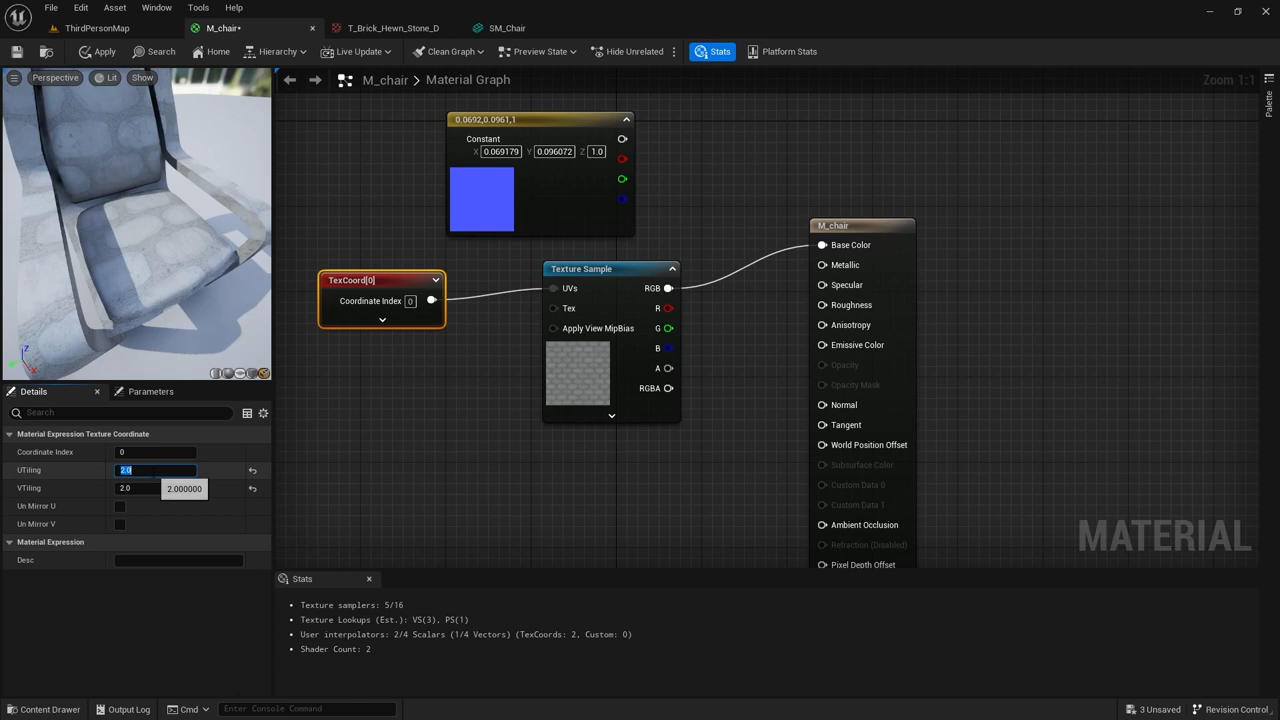 File Edit Asset Window Tools Help
ThirdPersonMap M_chair• T_Brick_Hewn_Stone_D SM_Chair
Apply Search Home Hierarchy Live Update Clean Graph Preview State Hide Unrelated Stats Platform Stats
Perspective Lit Show
M_chair > Material Graph Zoom 1:1
Palette
0.0692,0.0961,1
Constant
X 0.069179 Y 0.096072 Z 1.0
TexCoord[0]
Coordinate Index 0
Texture Sample
UVs RGB
Tex R
Apply View MipBias G
B
A
RGBA
M_chair
Base Color
Metallic
Specular
Roughness
Anisotropy
Emissive Color
Opacity
Opacity Mask
Normal
Tangent
World Position Offset
Subsurface Color
Custom Data 0
Custom Data 1
Ambient Occlusion
Refraction (Disabled)
Pixel Depth Offset
MATERIAL
Z
X
Details Parameters
Search
Material Expression Texture Coordinate
Coordinate Index 0
UTiling 2.0
VTiling 2.0
2.000000
Un Mirror U
Un Mirror V
Material Expression
Desc
Stats
• Texture samplers: 5/16
• Texture Lookups (Est.): VS(3), PS(1)
• User interpolators: 2/4 Scalars (1/4 Vectors) (TexCoords: 2, Custom: 0)
• Shader Count: 2
Content Drawer Output Log Cmd Enter Console Command 3 Unsaved Revision Control